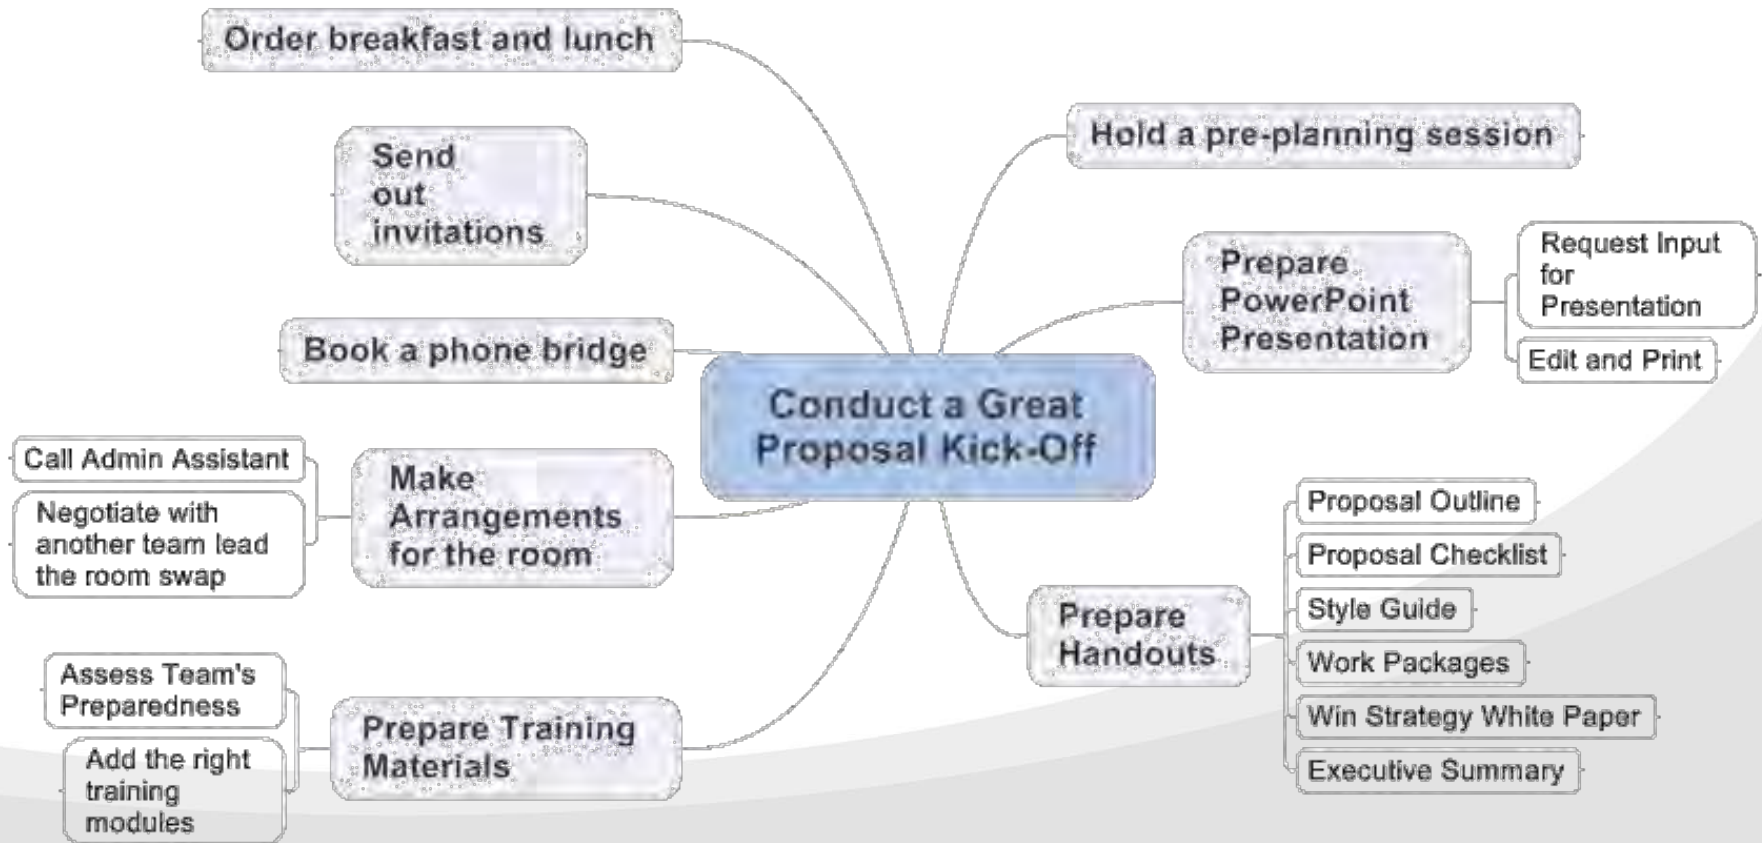 Order breakfast and lunch
Send
out
invitations
Book a phone bridge
Call Admin Assistant
Negotiate with
another team lead
the room swap
Make
Arrangements
for the room
Assess Team's
Preparedness
Add the right
training
modules
Prepare Training
Materials
Conduct a Great
Proposal Kick-Off
Hold a pre-planning session
Prepare
PowerPoint
Presentation
Request Input
for
Presentation
Edit and Print
Prepare
Handouts
Proposal Outline
Proposal Checklist
Style Guide
Work Packages
Win Strategy White Paper
Executive Summary